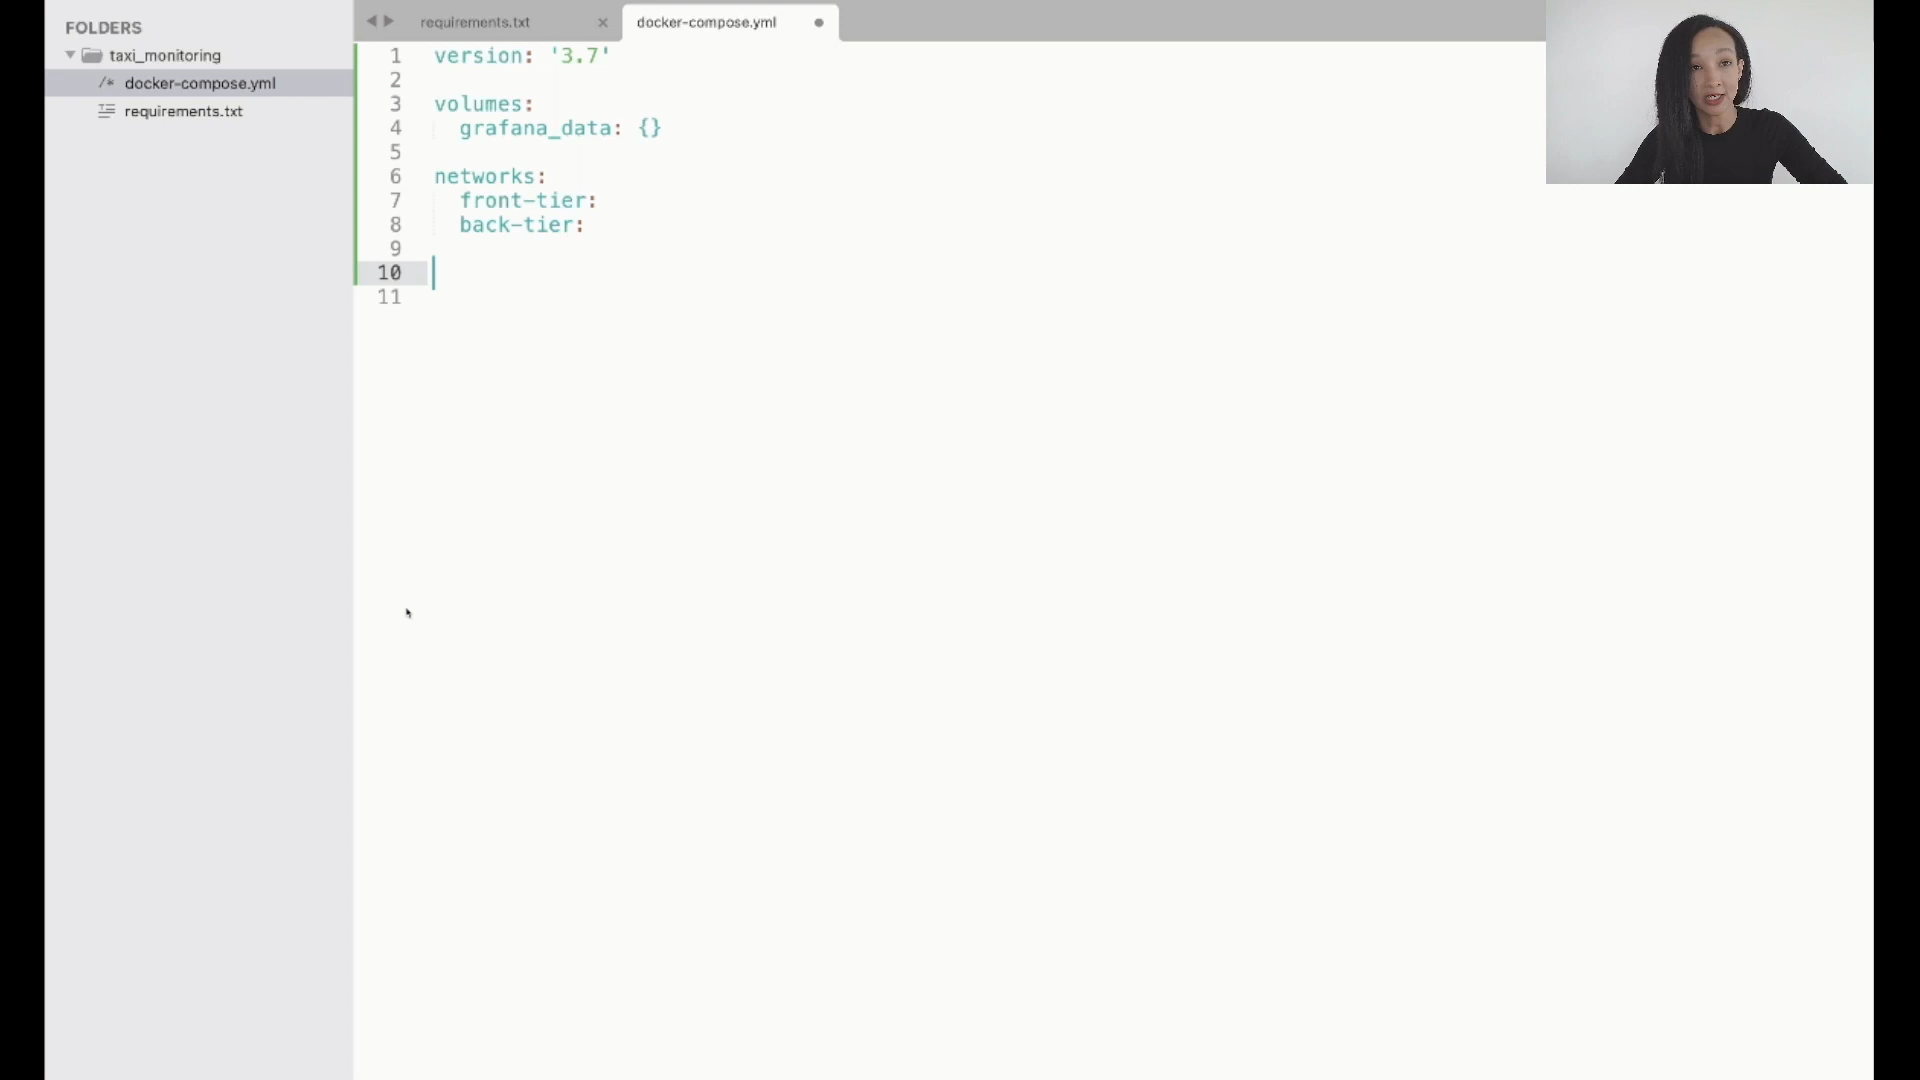 FOLDERS
taxi_monitoring
/* docker-compose.yml
requirements.txt
requirements.txt ×
docker-compose.yml
1 version: '3.7'
2
3 volumes:
4 grafana_data: {}
5
6 networks:
7 front-tier:
8 back-tier:
9
10
11